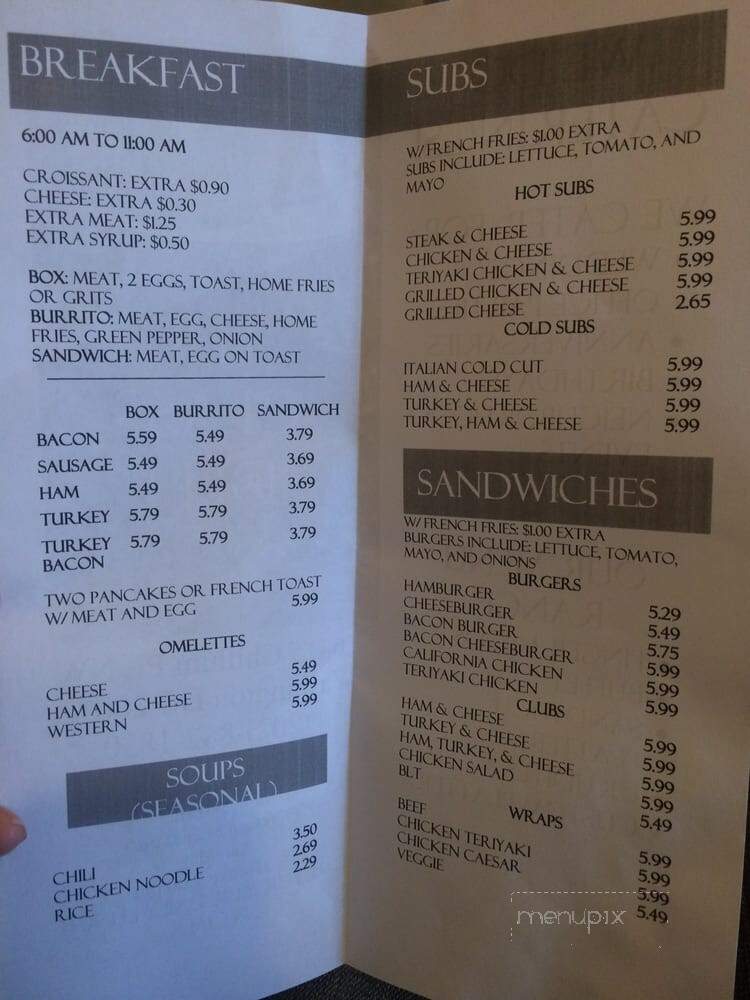 BREAKFAST
6:00 AM TO 11:00 AM
CROISSANT: EXTRA $0.90
CHEESE: EXTRA $0.30
EXTRA MEAT: $1.25
EXTRA SYRUP: $0.50
BOX: MEAT, 2 EGGS, TOAST, HOME FRIES
OR GRITS
BURRITO: MEAT, EGG, CHEESE, HOME
FRIES, GREEN PEPPER, ONION
SANDWICH: MEAT, EGG ON TOAST
BOX BURRITO SANDWICH
BACON 5.59 5.49 3.79
SAUSAGE 5.49 5.49 3.69
HAM 5.49 5.49 3.69
TURKEY 5.79 5.79 3.79
TURKEY 5.79 5.79 3.79
BACON
TWO PANCAKES OR FRENCH TOAST
W/ MEAT AND EGG 5.99
OMELETTES
CHEESE 5.49
HAM AND CHEESE 5.99
WESTERN 5.99
SOUPS
(SEASONAL)
CHILI 3.50
CHICKEN NOODLE 2.69
RICE 2.29
SUBS
W/ FRENCH FRIES: $1.00 EXTRA
SUBS INCLUDE: LETTUCE, TOMATO, AND
MAYO
HOT SUBS
STEAK & CHEESE 5.99
CHICKEN & CHEESE 5.99
TERIYAKI CHICKEN & CHEESE 5.99
GRILLED CHICKEN & CHEESE 5.99
GRILLED CHEESE 2.65
COLD SUBS
ITALIAN COLD CUT 5.99
HAM & CHEESE 5.99
TURKEY & CHEESE 5.99
TURKEY, HAM & CHEESE 5.99
SANDWICHES
W/ FRENCH FRIES: $1.00 EXTRA
BURGERS INCLUDE: LETTUCE, TOMATO,
MAYO, AND ONIONS
BURGERS
HAMBURGER 5.29
CHEESEBURGER 5.49
BACON BURGER 5.75
BACON CHEESEBURGER 5.99
CALIFORNIA CHICKEN 5.99
TERIYAKI CHICKEN 5.99
CLUBS
HAM & CHEESE 5.99
TURKEY & CHEESE 5.99
HAM, TURKEY, & CHEESE 5.99
CHICKEN SALAD 5.99
BLT 5.49
WRAPS
BEEF 5.99
CHICKEN TERIYAKI 5.99
CHICKEN CAESAR 5.99
VEGGIE 5.49
menupix